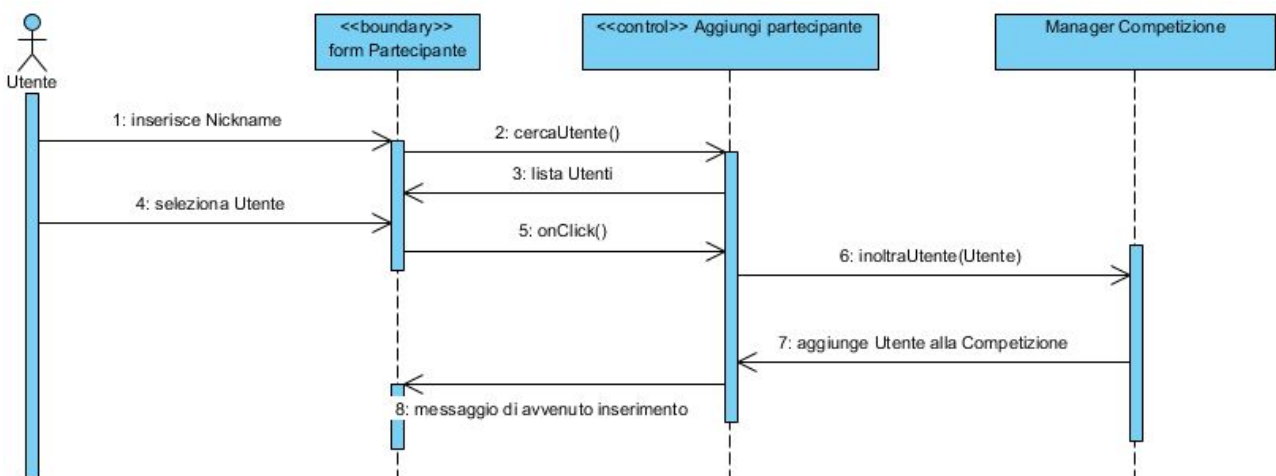 <<boundary>>
form Partecipante
<<control>> Aggiungi partecipante
Manager Competizione
Utente
1: inserisce Nickname
2: cercaUtente()
3: lista Utenti
4: seleziona Utente
5: onClick()
6: inoltraUtente(Utente)
7: aggiunge Utente alla Competizione
8: messaggio di avvenuto inserimento